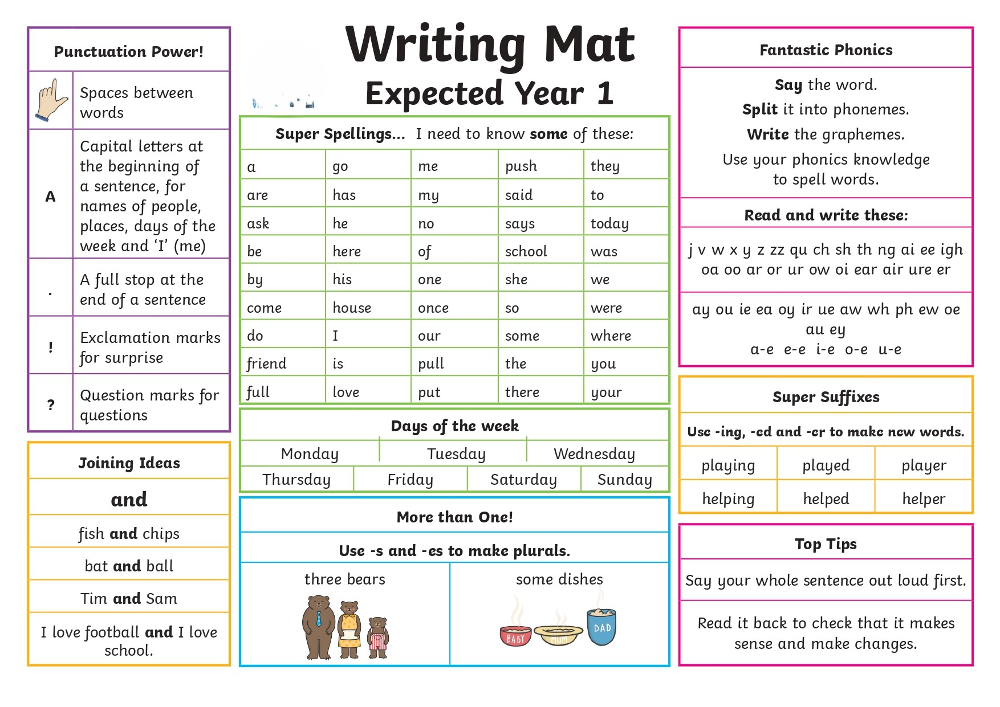 Writing Mat
Expected Year 1
Punctuation Power!
Spaces between
words
A
Capital letters at
the beginning of
a sentence, for
names of people,
places, days of the
week and ‘I’ (me)
.
A full stop at the
end of a sentence
!
Exclamation marks
for surprise
?
Question marks for
questions
Joining Ideas
and
fish and chips
bat and ball
Tim and Sam
I love football and I love
school.
Super Spellings... I need to know some of these:
a go me push they
are has my said to
ask he no says today
be here of school was
by his one she we
come house once so were
do I our some where
friend is pull the you
full love put there your
Days of the week
Monday Tuesday Wednesday
Thursday Friday Saturday Sunday
More than One!
Use -s and -es to make plurals.
three bears
some dishes
BABY MUM DAD
Fantastic Phonics
Say the word.
Split it into phonemes.
Write the graphemes.
Use your phonics knowledge
to spell words.
Read and write these:
j v w x y z zz qu ch sh th ng ai ee igh
oa oo ar or ur ow oi ear air ure er
ay ou ie ea oy ir ue aw wh ph ew oe
au ey
a-e e-e i-e o-e u-e
Super Suffixes
Use -ing, -ed and -er to make new words.
playing played player
helping helped helper
Top Tips
Say your whole sentence out loud first.
Read it back to check that it makes
sense and make changes.